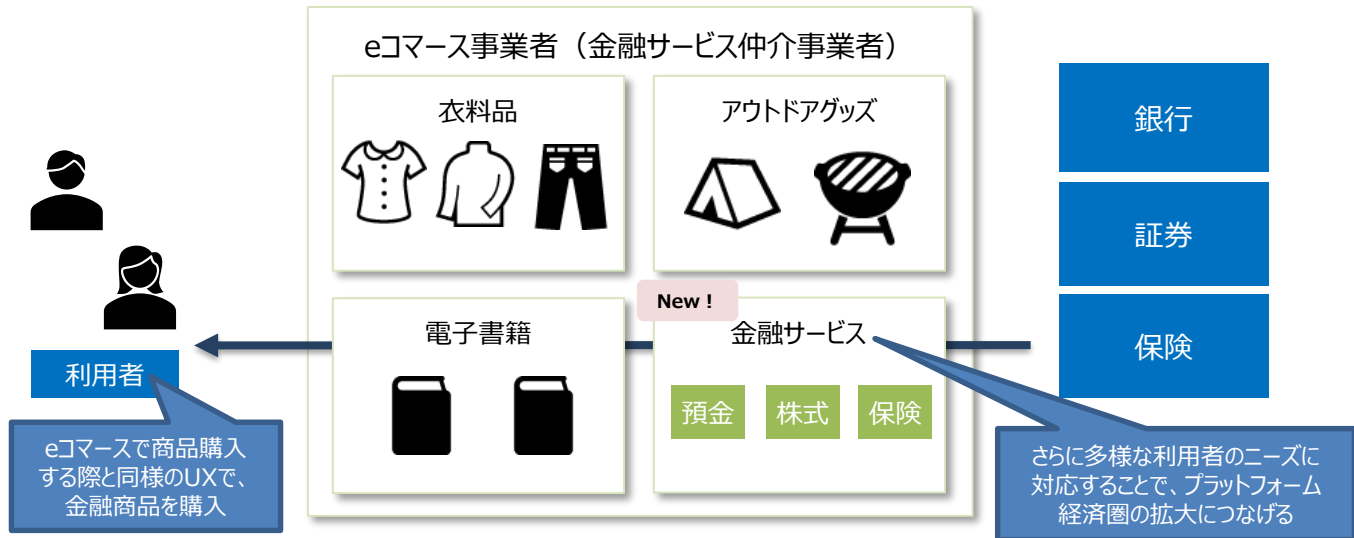 eコマース事業者（金融サービス仲介事業者）
衣料品
アウトドアグッズ
電子書籍
New！
金融サービス
預金
株式
保険
銀行
証券
保険
利用者
eコマースで商品購入
する際と同様のUXで、
金融商品を購入
さらに多様な利用者のニーズに
対応することで、プラットフォーム
経済圏の拡大につなげる